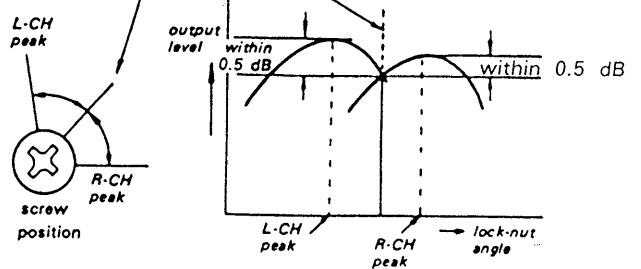 L-CH
peak
R-CH
peak
screw
position
output
level
within
0.5 dB
within 0.5 dB
L-CH
peak
R-CH
peak
lock-nut
angle